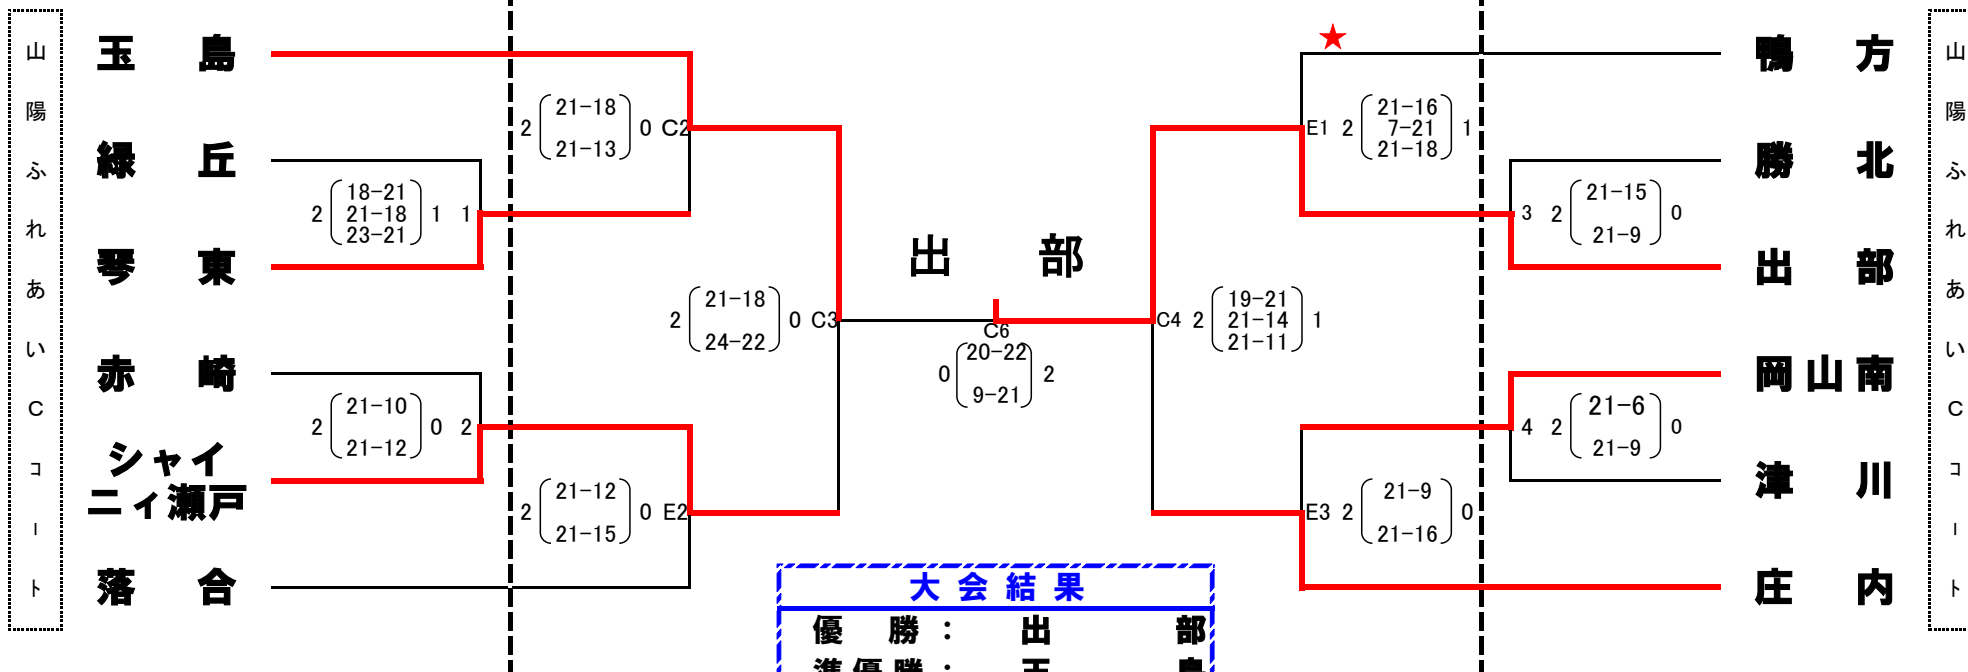 山陽ふれあいCコート
玉島
緑丘
琴東
赤崎
シャイ
ニィ瀬戸
落合
2 18-21 1 1
21-18
23-21
2 21-10 0 2
21-12
2 21-18 0 C2
21-13
2 21-12 0 E2
21-15
2 21-18 0 C3
24-22
出部
C6
0 20-22 2
9-21
★
E1 2 21-16 1
7-21
21-18
C4 2 19-21 1
21-14
21-11
E3 2 21-9 0
21-16
3 2 21-15 0
21-9
4 2 21-6 0
21-9
鴨方
勝北
出部
岡山南
津川
庄内
山陽ふれあいCコート
大会結果
優勝：出部
準優勝：玉島